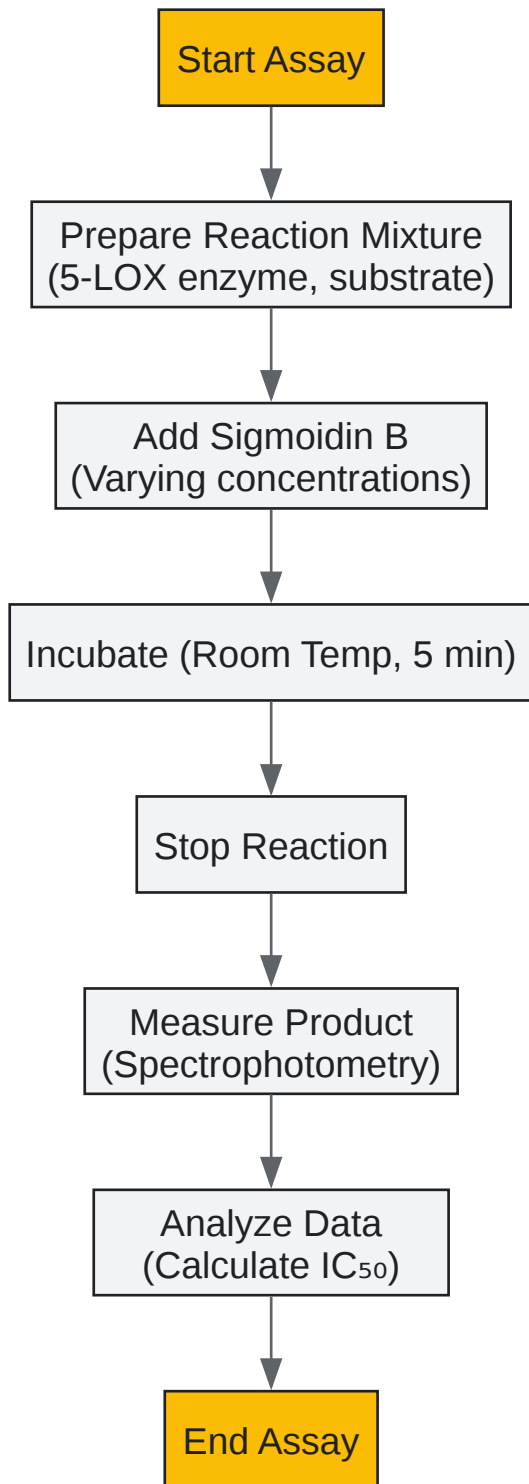 Start Assay
Prepare Reaction Mixture
(5-LOX enzyme, substrate)
Add Sigmoidin B
(Varying concentrations)
Incubate (Room Temp, 5 min)
Stop Reaction
Measure Product
(Spectrophotometry)
Analyze Data
(Calculate IC₅₀)
End Assay